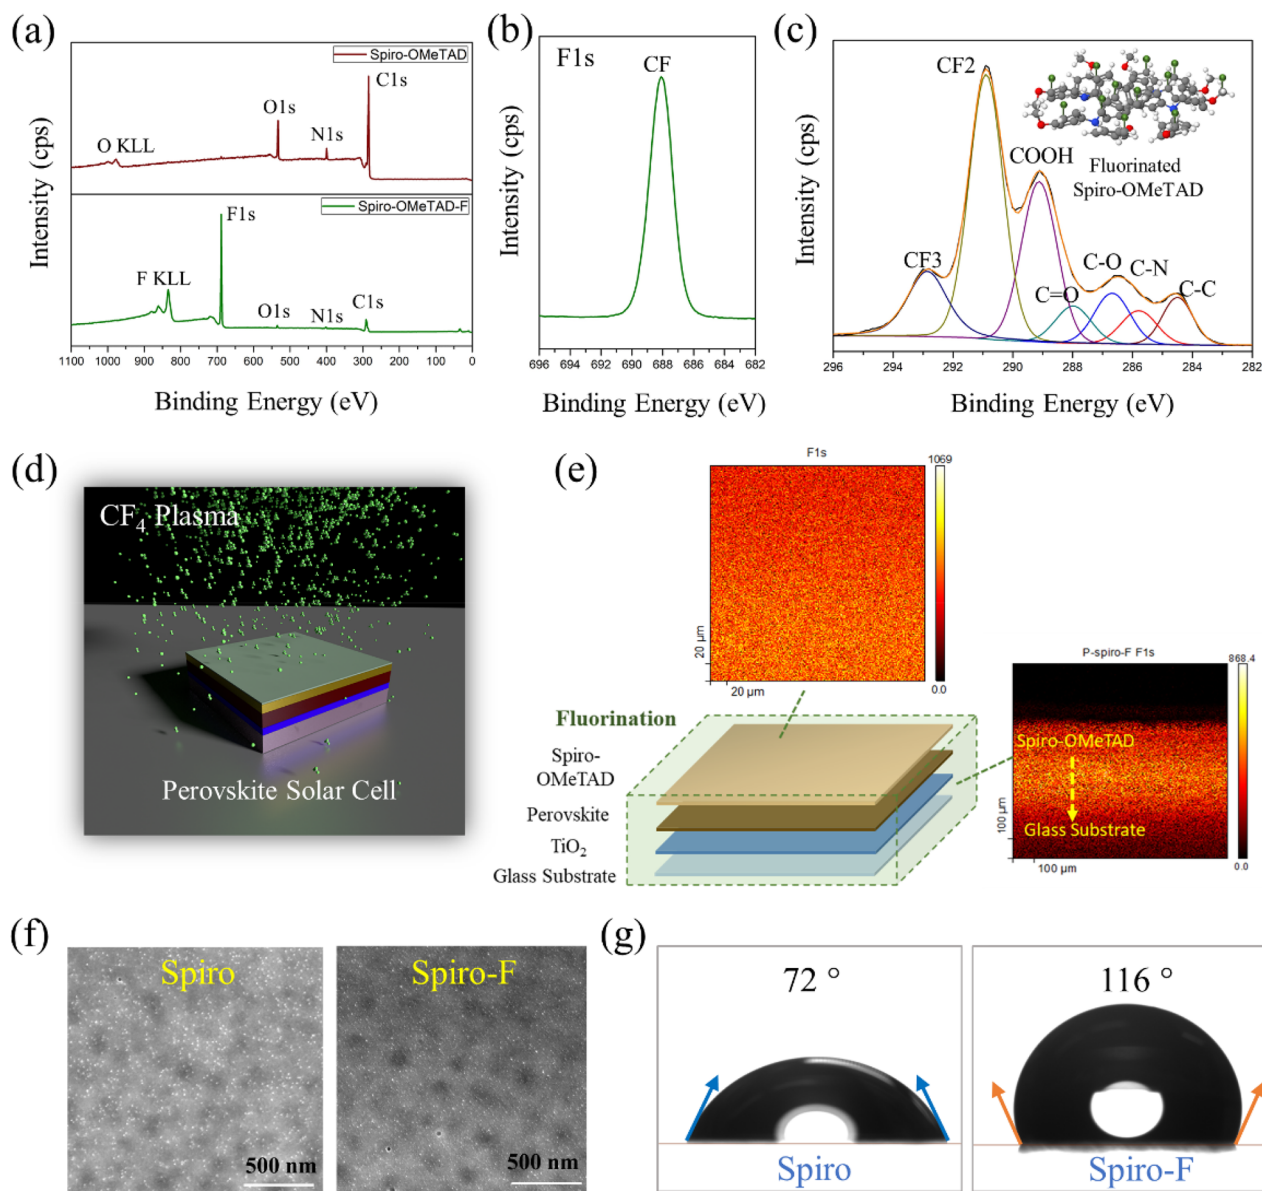 (a)
Spiro-OMeTAD
C1s
O1s
N1s
O KLL
Spiro-OMeTAD-F
F1s
F KLL
O1s
N1s
C1s
Intensity (cps)
1100 1000 900 800 700 600 500 400 300 200 100 0
Binding Energy (eV)
(b)
F1s
CF
Intensity (cps)
696 694 692 690 688 686 684 682
Binding Energy (eV)
(c)
CF2
COOH
Fluorinated
Spiro-OMeTAD
CF3
C=O
C-O
C-N
C-C
Intensity (cps)
296 294 292 290 288 286 284 282
Binding Energy (eV)
(d)
CF4 Plasma
Perovskite Solar Cell
(e)
F1s
1069
20 µm
20 µm
0.0
Fluorination
Spiro-
OMeTAD
Perovskite
TiO2
Glass Substrate
P-spiro-F F1s
868.4
Spiro-OMeTAD
Glass Substrate
100 µm
100 µm
0.0
(f)
Spiro
500 nm
Spiro-F
500 nm
(g)
72 °
Spiro
116 °
Spiro-F